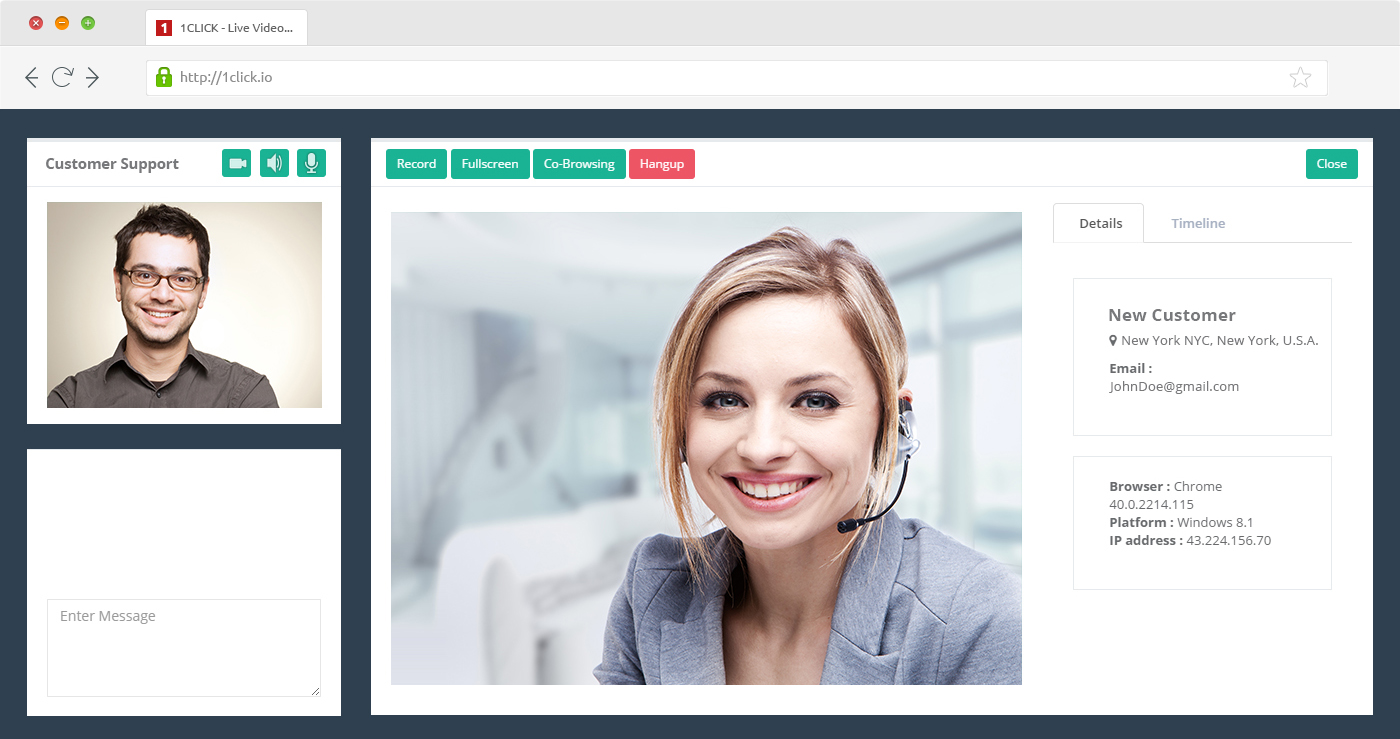 1 1CLICK - Live Video...
http://1click.io
Customer Support
Record Fullscreen Co-Browsing Hangup Close
Details Timeline
New Customer
New York NYC, New York, U.S.A.
Email :
JohnDoe@gmail.com
Browser : Chrome
40.0.2214.115
Platform : Windows 8.1
IP address : 43.224.156.70
Enter Message